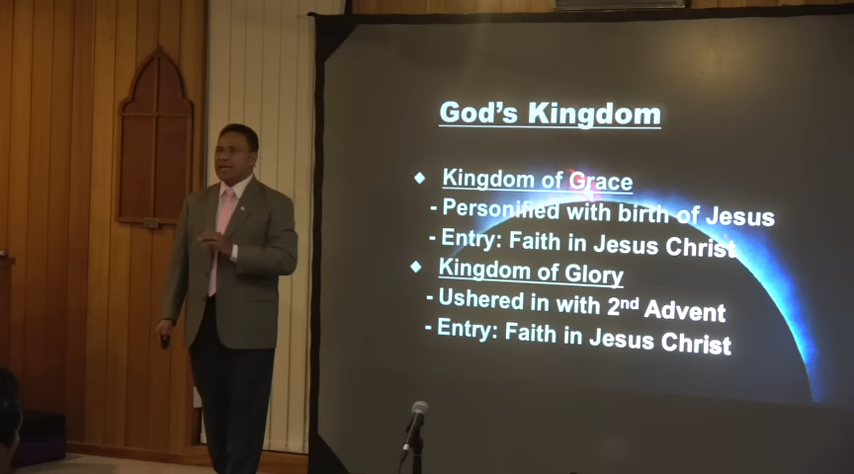 God's Kingdom
◆ Kingdom of Grace
- Personified with birth of Jesus
- Entry: Faith in Jesus Christ
◆ Kingdom of Glory
- Ushered in with 2nd Advent
- Entry: Faith in Jesus Christ